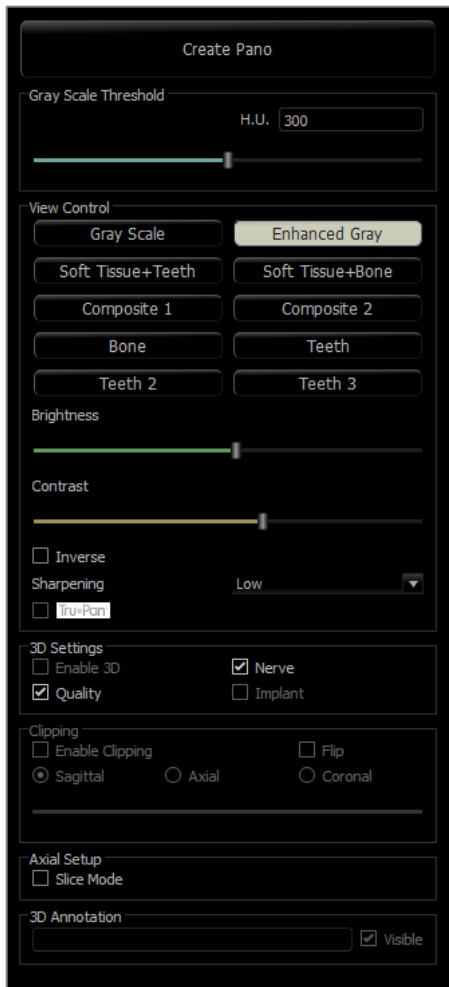 Create Pano
Gray Scale Threshold
H.U. 300
View Control
Gray Scale Enhanced Gray
Soft Tissue+Teeth Soft Tissue+Bone
Composite 1 Composite 2
Bone Teeth
Teeth 2 Teeth 3
Brightness
Contrast
Inverse
Sharpening Low
Tru•Pan
3D Settings
Enable 3D Nerve
Quality Implant
Clipping
Enable Clipping Flip
Sagittal Axial Coronal
Axial Setup
Slice Mode
3D Annotation
Visible